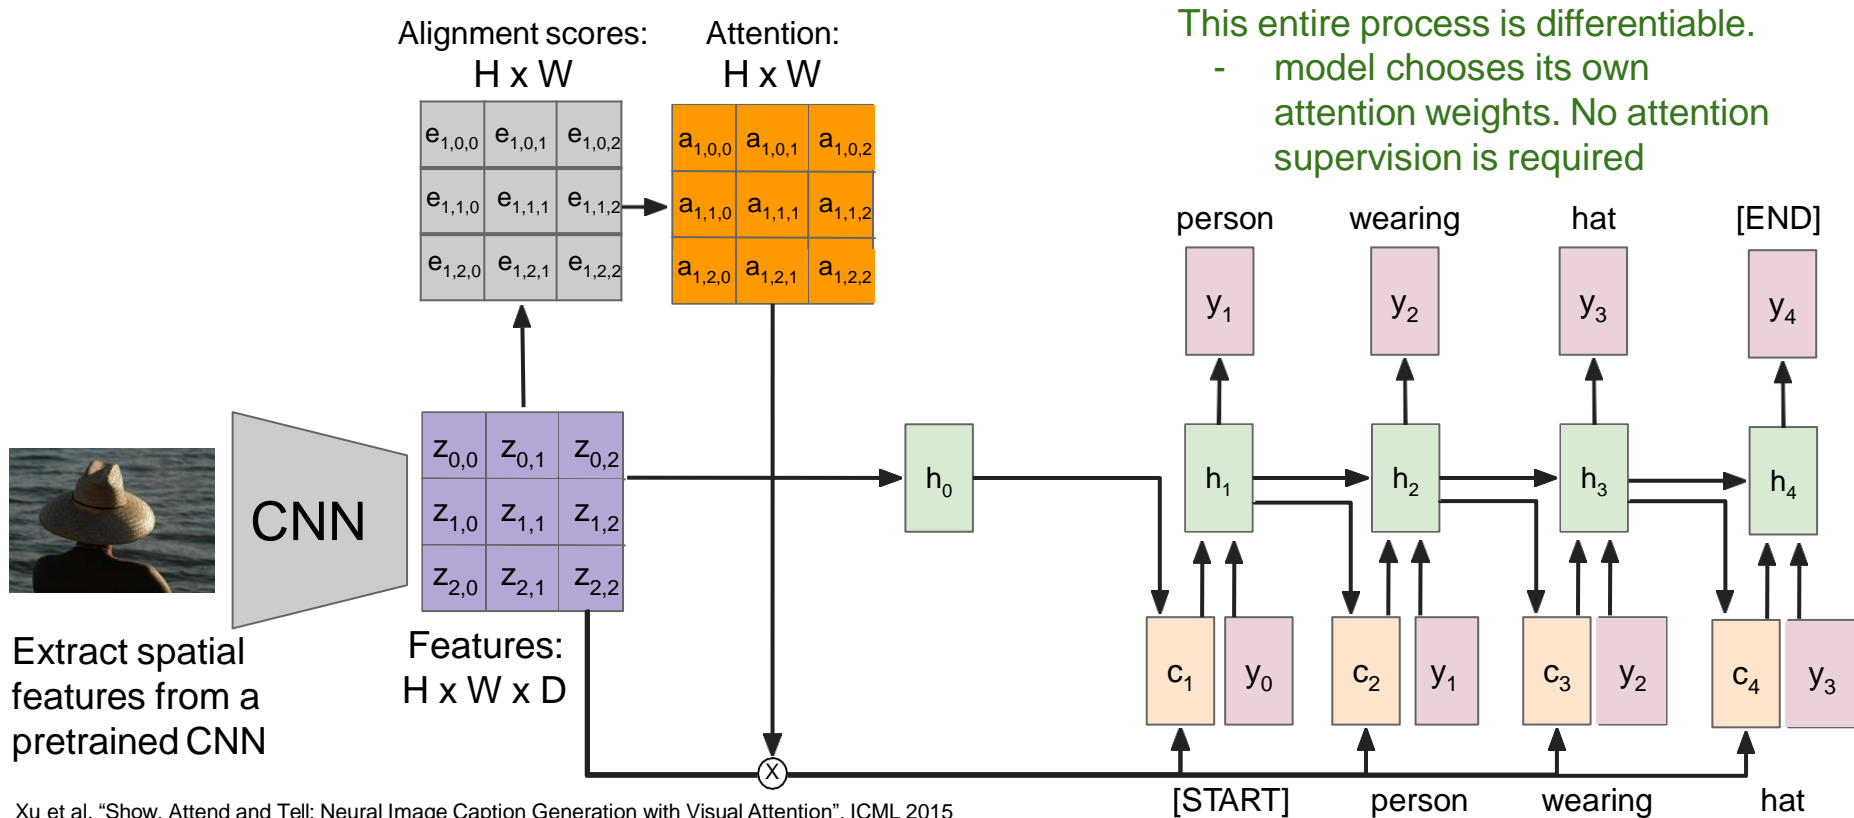 Alignment scores:
H x W
Attention:
H x W
This entire process is differentiable.
- model chooses its own
attention weights. No attention
supervision is required
e1,0,0 e1,0,1 e1,0,2
e1,1,0 e1,1,1 e1,1,2
e1,2,0 e1,2,1 e1,2,2
a1,0,0 a1,0,1 a1,0,2
a1,1,0 a1,1,1 a1,1,2
a1,2,0 a1,2,1 a1,2,2
person wearing hat [END]
y1 y2 y3 y4
CNN
z0,0 z0,1 z0,2
z1,0 z1,1 z1,2
z2,0 z2,1 z2,2
h0 h1 h2 h3 h4
Extract spatial
features from a
pretrained CNN
Features:
H x W x D
c1 y0 c2 y1 c3 y2 c4 y3
X
[START] person wearing hat
Xu et al. “Show, Attend and Tell: Neural Image Caption Generation with Visual Attention”, ICML 2015